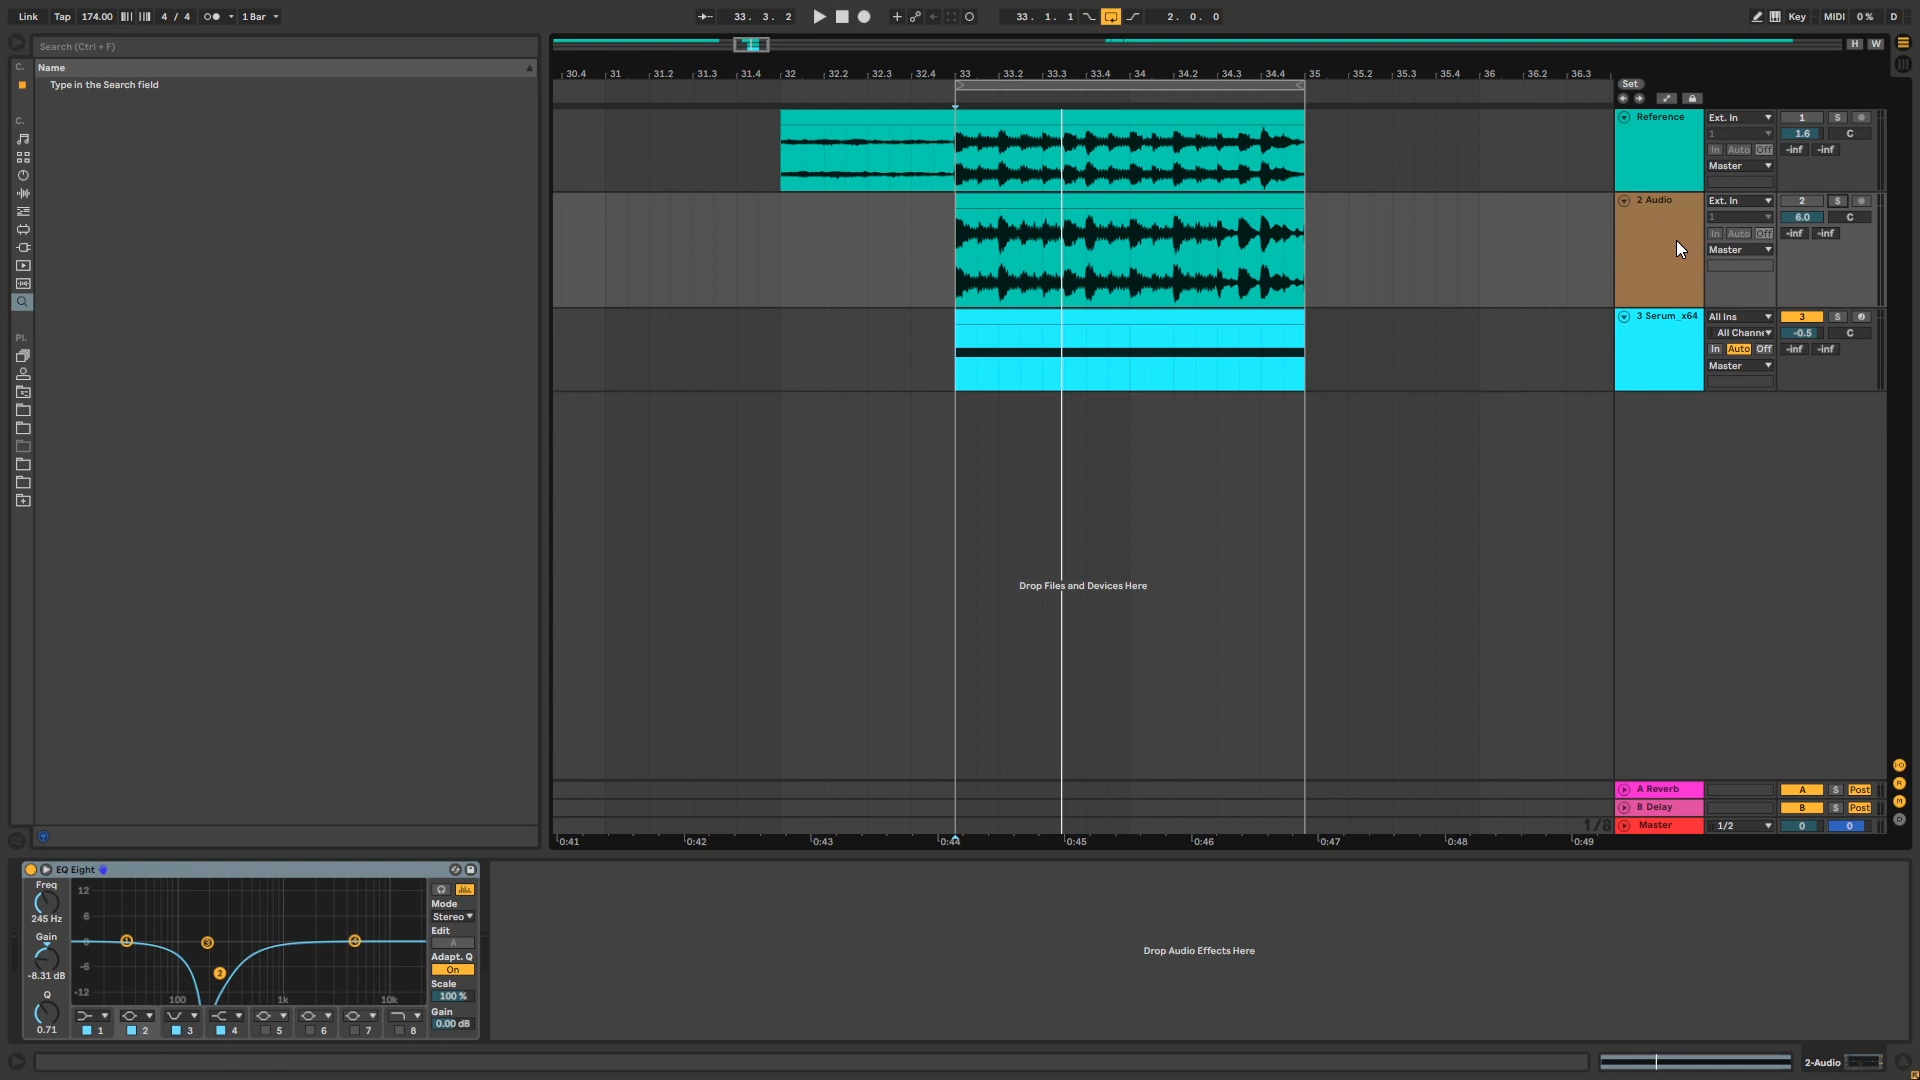 Link Tap 174.00 4 / 4 1 Bar 33. 3. 2 33. 1. 1 2. 0. 0 Key MIDI 0 % D
Search (Ctrl + F)
H W
C. Name
30.4 31 31.2 31.3 31.4 32 32.2 32.3 32.4 33 33.2 33.3 33.4 34 34.2 34.3 34.4 35 35.2 35.3 35.4 36 36.2 36.3
Type in the Search field
Set
C.
Reference Ext. In 1 S
1 1.6 C
In Auto Off -inf -inf
Master
2 Audio Ext. In 2 S
1 6.0 C
In Auto Off -inf -inf
Master
3 Serum_x64 All Ins 3 S
All Channe -0.5 C
In Auto Off -inf -inf
Master
Pl.
Drop Files and Devices Here
A Reverb A S Post
B Delay B S Post
1/8 Master 1/2 0 0
0:41 0:42 0:43 0:44 0:45 0:46 0:47 0:48 0:49
EQ Eight
Freq
245 Hz
Gain
-8.31 dB
Q
0.71
12
6
0
-6
-12
100 1k 10k
1 3 2 4
1 2 3 4 5 6 7 8
Mode
Stereo
Edit
A
Adapt. Q
On
Scale
100 %
Gain
0.00 dB
Drop Audio Effects Here
2-Audio